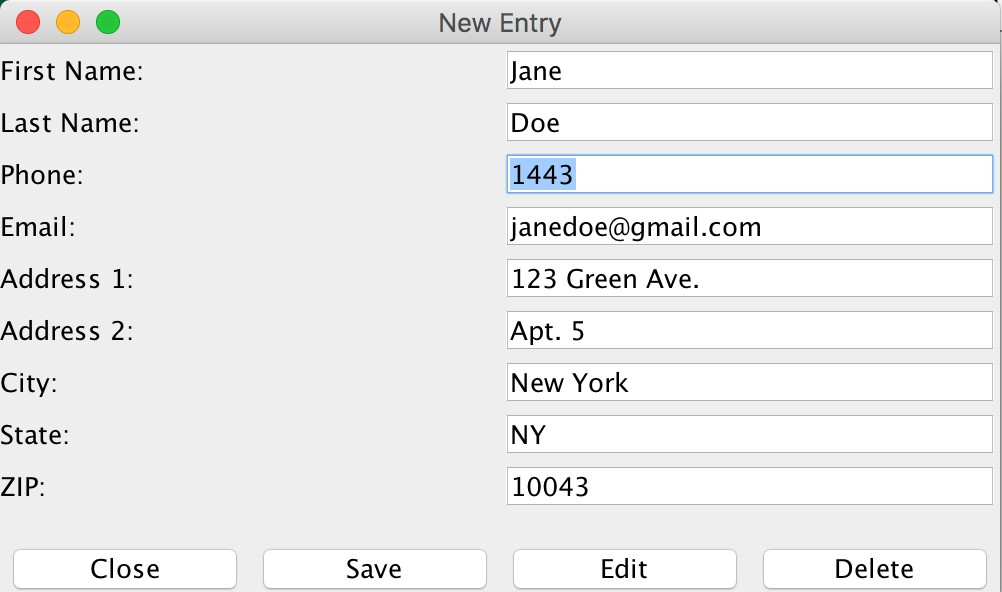 New Entry
First Name: Jane
Last Name: Doe
Phone: 1443
Email: janedoe@gmail.com
Address 1: 123 Green Ave.
Address 2: Apt. 5
City: New York
State: NY
ZIP: 10043
Close Save Edit Delete